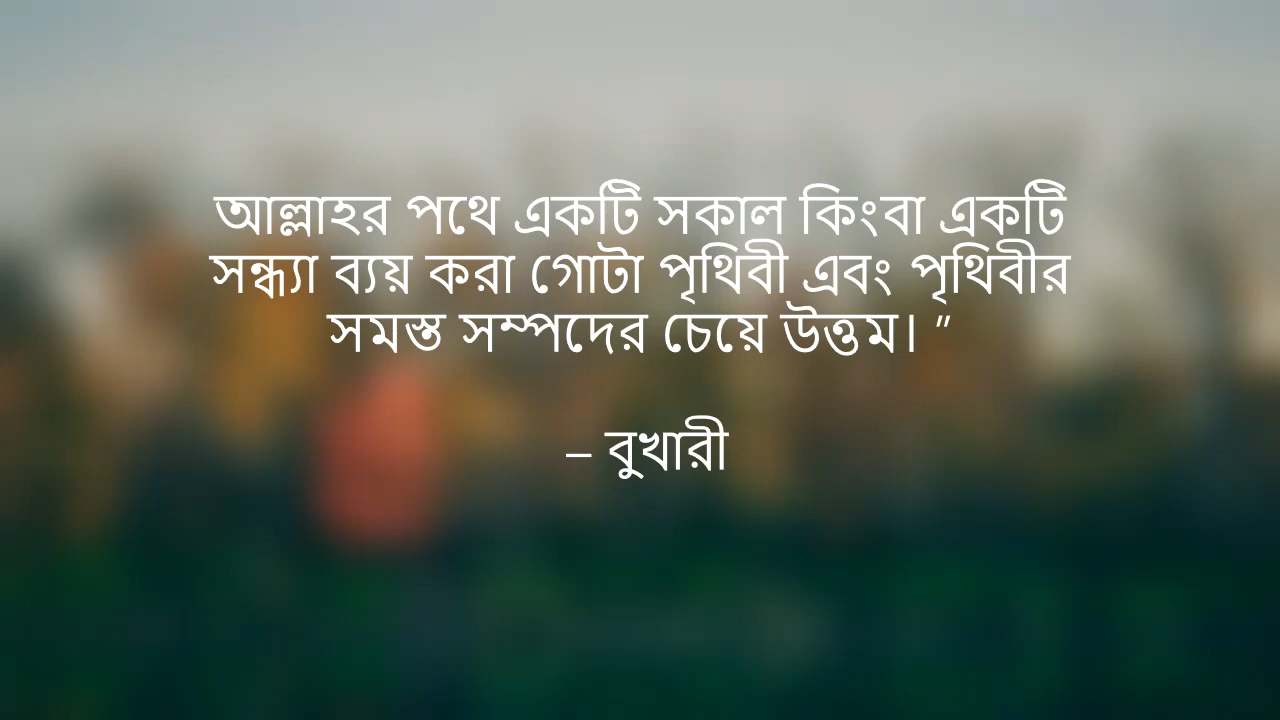 আল্লাহর পথে একটি সকাল কিংবা একটি
সন্ধ্যা ব্যয় করা গোটা পৃথিবী এবং পৃথিবীর
সমস্ত সম্পদের চেয়ে উত্তম। ”
– বুখারী